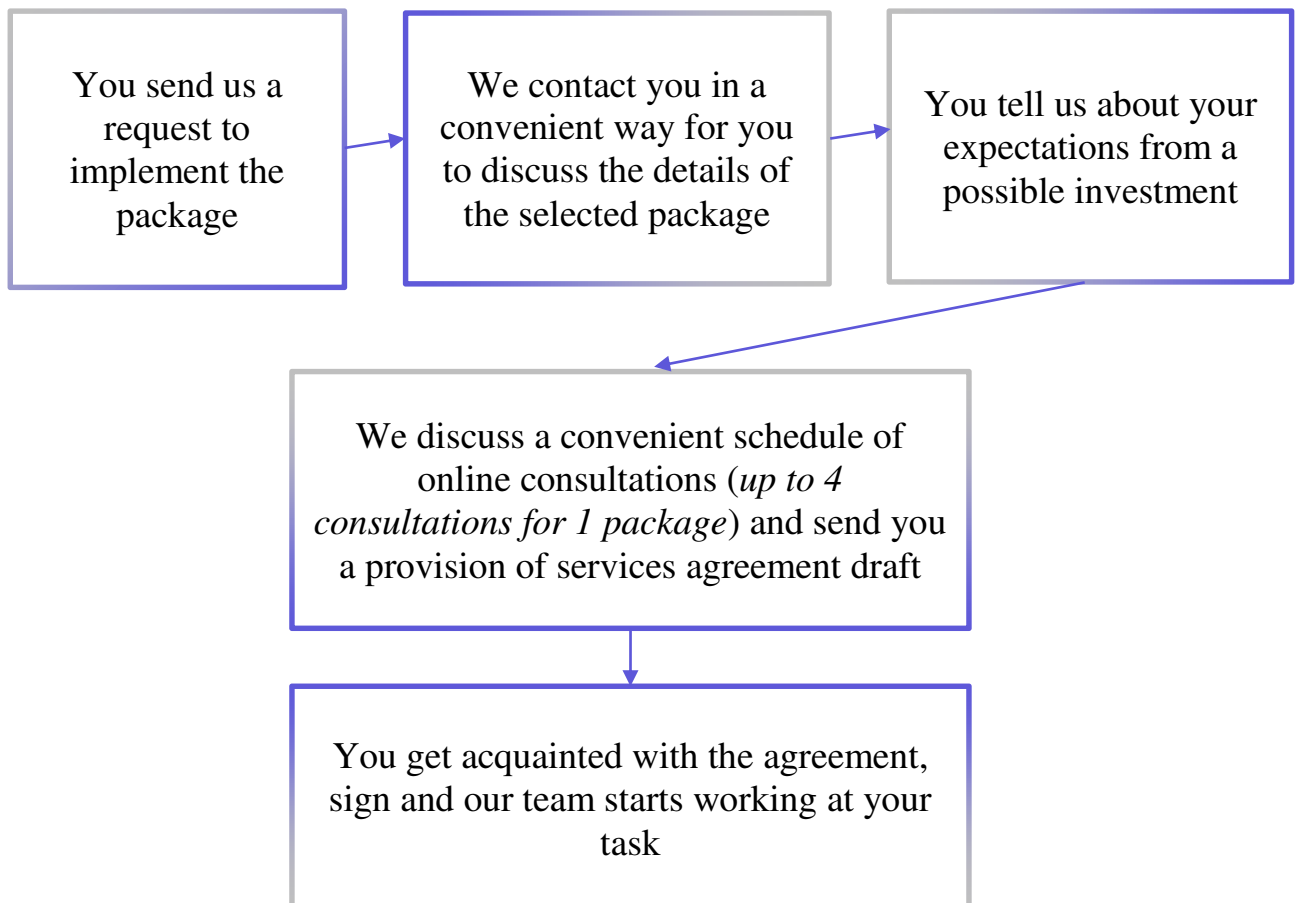 You send us a
request to
implement the
package
We contact you in a
convenient way for you
to discuss the details of
the selected package
You tell us about your
expectations from a
possible investment
We discuss a convenient schedule of
online consultations (up to 4
consultations for 1 package) and send you
a provision of services agreement draft
You get acquainted with the agreement,
sign and our team starts working at your
task